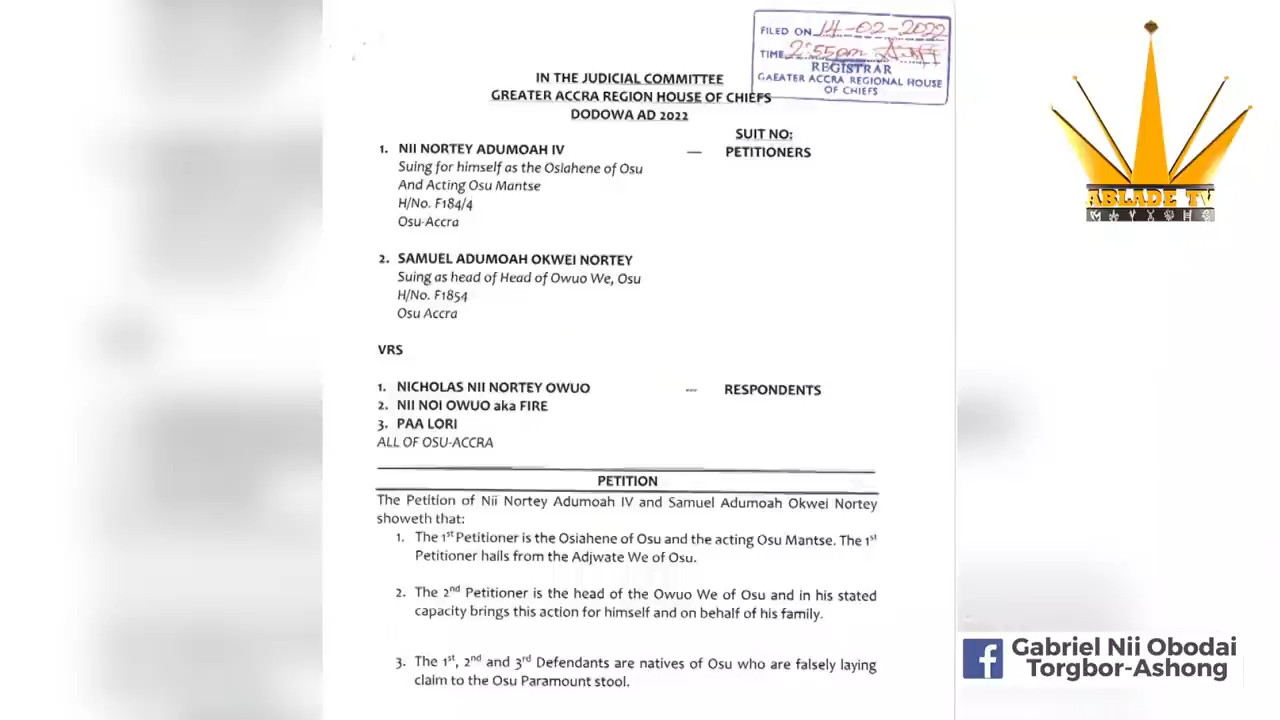 FILED ON 14-02-2022
TIME 2:55pm
REGISTRAR
GAEATER ACCRA REGIONAL HOUSE
OF CHIEFS
IN THE JUDICIAL COMMITTEE
GREATER ACCRA REGION HOUSE OF CHIEFS
DODOWA AD 2022
SUIT NO:
1. NII NORTEY ADUMOAH IV — PETITIONERS
Suing for himself as the Osiahene of Osu
And Acting Osu Mantse
H/No. F184/4
Osu-Accra
2. SAMUEL ADUMOAH OKWEI NORTEY
Suing as head of Head of Owuo We, Osu
H/No. F1854
Osu Accra
VRS
1. NICHOLAS NII NORTEY OWUO --- RESPONDENTS
2. NII NOI OWUO aka FIRE
3. PAA LORI
ALL OF OSU-ACCRA
PETITION
The Petition of Nii Nortey Adumoah IV and Samuel Adumoah Okwei Nortey
showeth that:
1. The 1st Petitioner is the Osiahene of Osu and the acting Osu Mantse. The 1st
Petitioner hails from the Adjwate We of Osu.
2. The 2nd Petitioner is the head of the Owuo We of Osu and in his stated
capacity brings this action for himself and on behalf of his family.
3. The 1st, 2nd and 3rd Defendants are natives of Osu who are falsely laying
claim to the Osu Paramount stool.
ABLADE TV
Gabriel Nii Obodai
Torgbor-Ashong